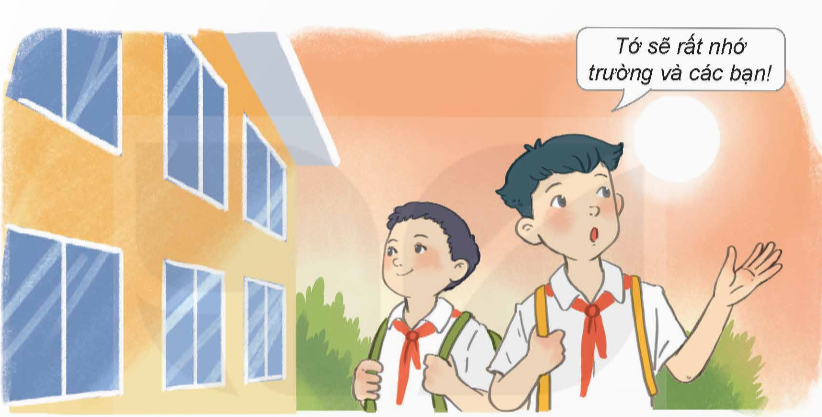 Tớ sẽ rất nhớ
trường và các bạn!